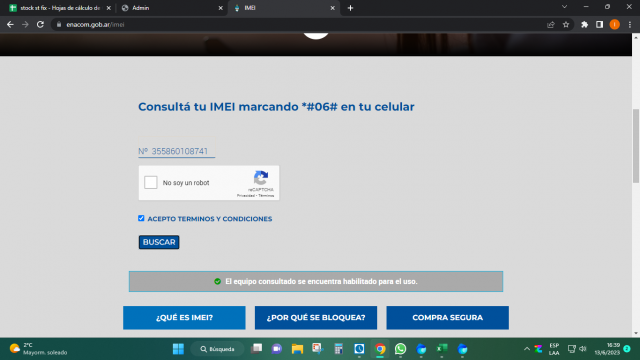 stock st fix - Hojas de cálculo de
Admin
IMEI
enacom.gob.ar/imei
Consultá tu IMEI marcando *#06# en tu celular
Nº 355860108741
No soy un robot
reCAPTCHA
Privacidad - Términos
ACEPTO TERMINOS Y CONDICIONES
BUSCAR
El equipo consultado se encuentra habilitado para el uso.
¿QUÉ ES IMEI?
¿POR QUÉ SE BLOQUEA?
COMPRA SEGURA
2°C
Mayorm. soleado
Búsqueda
ESP
LAA
16:39
13/6/2023